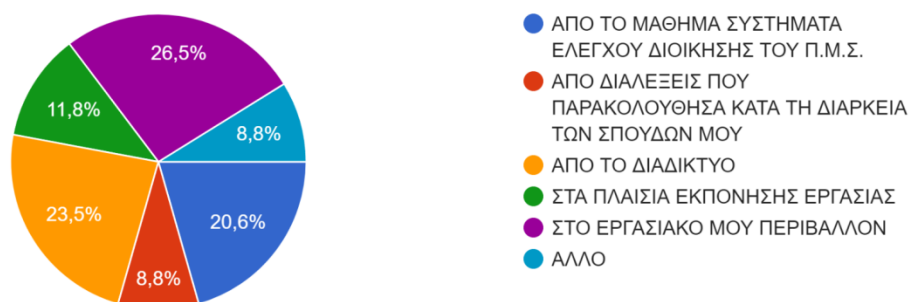 26,5%
11,8%
8,8%
23,5%
20,6%
8,8%
ΑΠΟ ΤΟ ΜΑΘΗΜΑ ΣΥΣΤΗΜΑΤΑ
ΕΛΕΓΧΟΥ ΔΙΟΙΚΗΣΗΣ ΤΟΥ Π.Μ.Σ.
ΑΠΟ ΔΙΑΛΕΞΕΙΣ ΠΟΥ
ΠΑΡΑΚΟΛΟΥΘΗΣΑ ΚΑΤΑ ΤΗ ΔΙΑΡΚΕΙΑ
ΤΩΝ ΣΠΟΥΔΩΝ ΜΟΥ
ΑΠΟ ΤΟ ΔΙΑΔΙΚΤΥΟ
ΣΤΑ ΠΛΑΙΣΙΑ ΕΚΠΟΝΗΣΗΣ ΕΡΓΑΣΙΑΣ
ΣΤΟ ΕΡΓΑΣΙΑΚΟ ΜΟΥ ΠΕΡΙΒΑΛΛΟΝ
ΑΛΛΟ